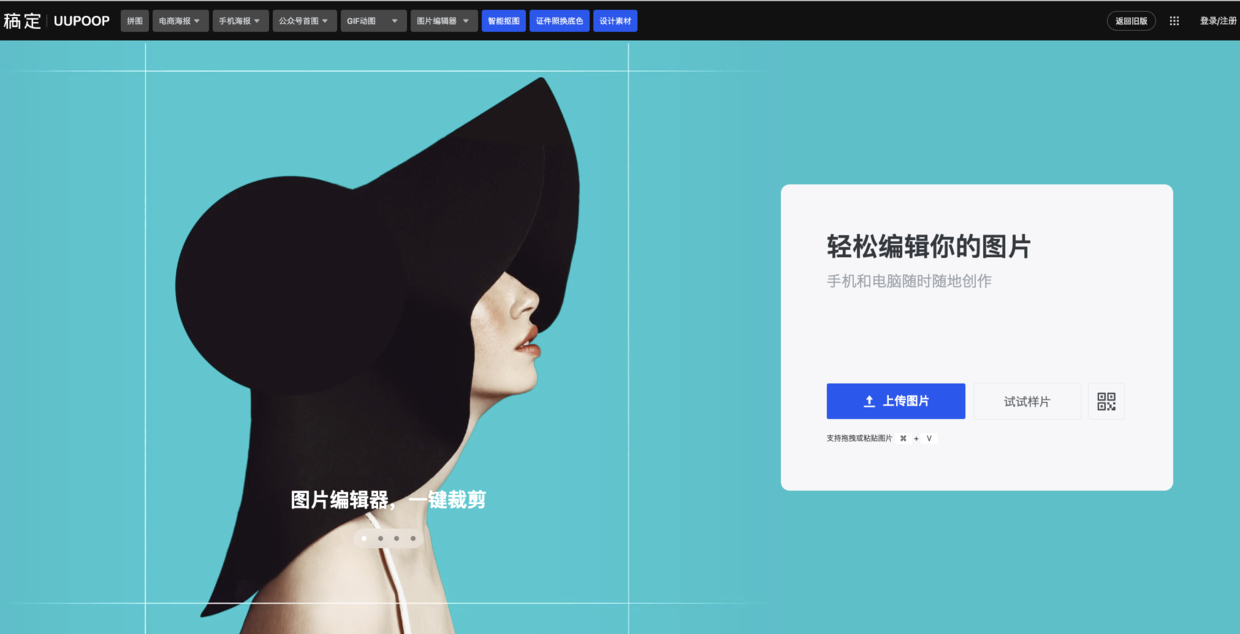 稿定 UUPOOP 拼图 电商海报 手机海报 公众号首图 GIF动图 图片编辑器 智能抠图 证件照换底色 设计素材 返回旧版 登录/注册
轻松编辑你的图片
手机和电脑随时随地创作
上传图片 试试样片
支持拖拽或粘贴图片 ⌘ + V
图片编辑器，一键裁剪